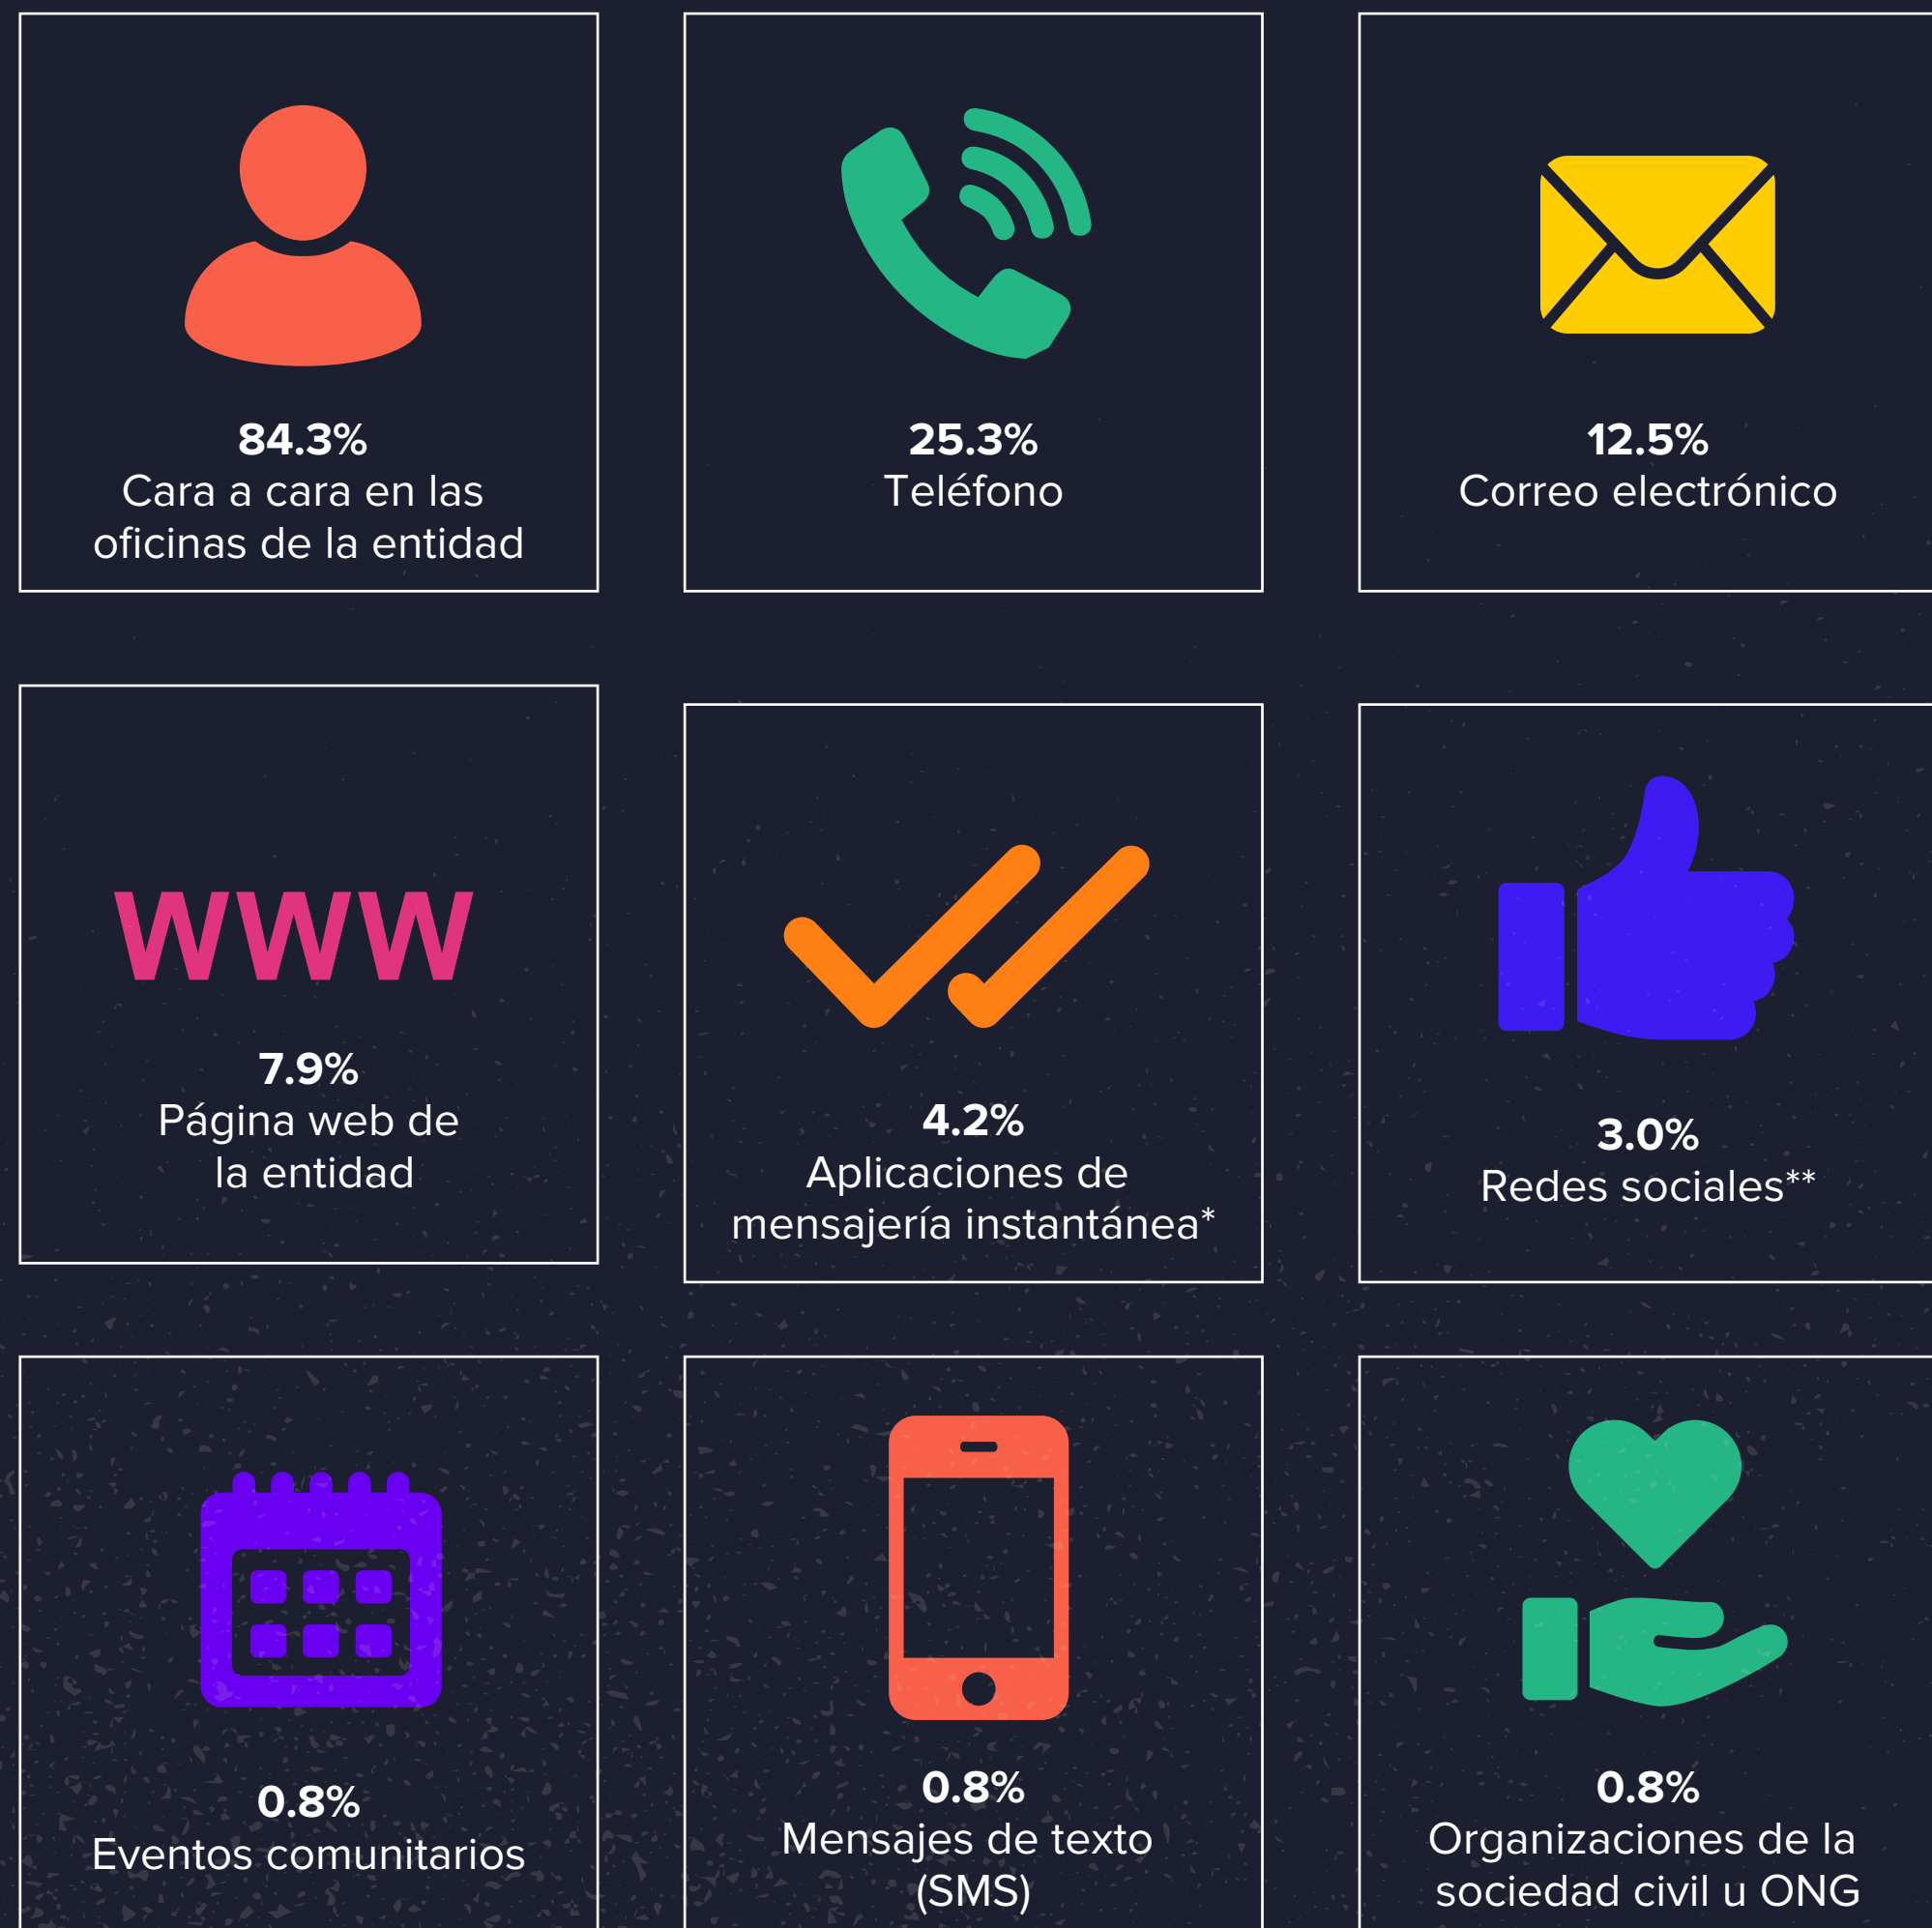 84.3%
Cara a cara en las
oficinas de la entidad
25.3%
Teléfono
12.5%
Correo electrónico
www
7.9%
Página web de
la entidad
4.2%
Aplicaciones de
mensajería instantánea*
3.0%
Redes sociales**
0.8%
Eventos comunitarios
0.8%
Mensajes de texto
(SMS)
0.8%
Organizaciones de la
sociedad civil u ONG